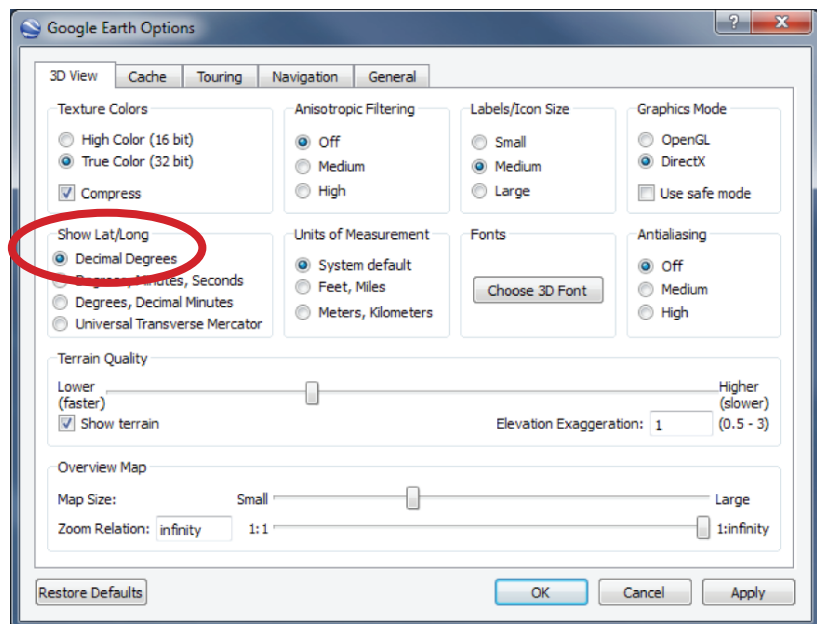 Google Earth Options
3D View Cache Touring Navigation General
Texture Colors
High Color (16 bit)
True Color (32 bit)
Compress
Anisotropic Filtering
Off
Medium
High
Labels/Icon Size
Small
Medium
Large
Graphics Mode
OpenGL
DirectX
Use safe mode
Show Lat/Long
Decimal Degrees
Degrees, Minutes, Seconds
Degrees, Decimal Minutes
Universal Transverse Mercator
Units of Measurement
System default
Feet, Miles
Meters, Kilometers
Fonts
Choose 3D Font
Antialiasing
Off
Medium
High
Terrain Quality
Lower
(faster)
Higher
(slower)
Show terrain
Elevation Exaggeration: 1 (0.5 - 3)
Overview Map
Map Size: Small Large
Zoom Relation: infinity 1:1 1:infinity
Restore Defaults OK Cancel Apply